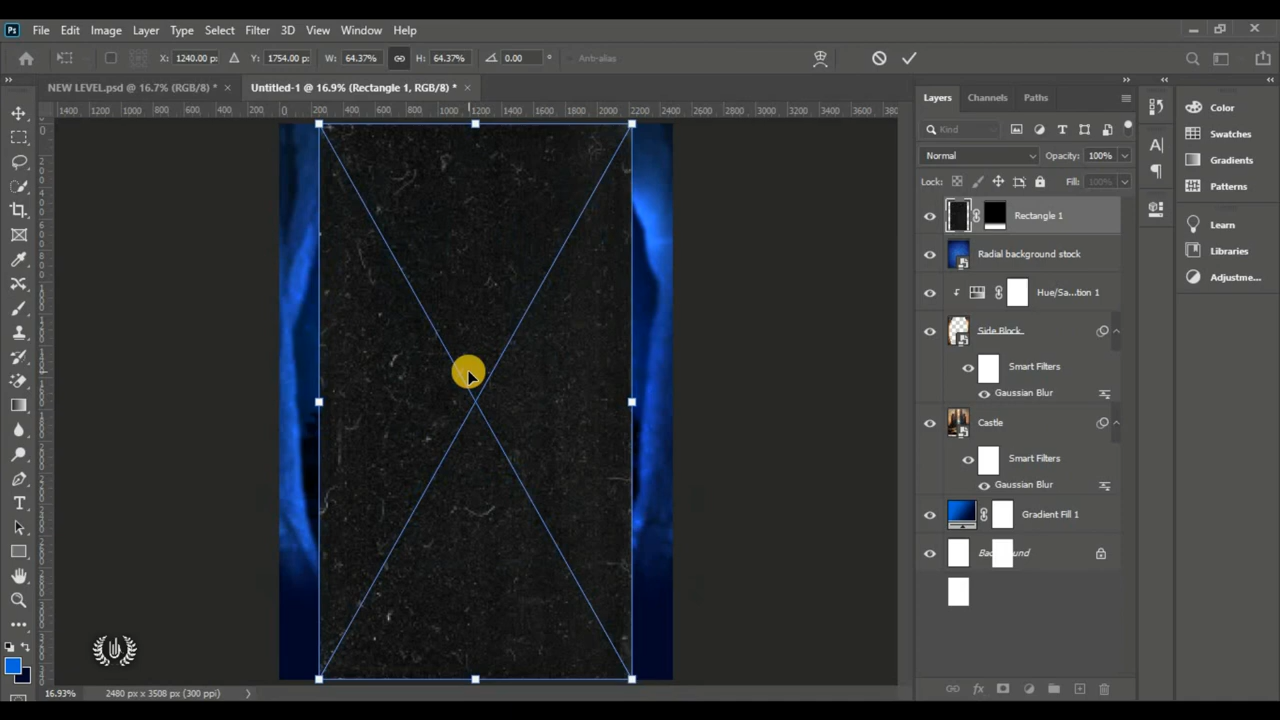 Ps File Edit Image Layer Type Select Filter 3D View Window Help
X: 1240.00 p: Y: 1754.00 p: W: 64.37% H: 64.37% 0.00 ° Anti-alias
NEW LEVEL.psd @ 16.7% (RGB/8) * × Untitled-1 @ 16.9% (Rectangle 1, RGB/8) * ×
1400 1200 1000 800 600 400 200 0 200 400 600 800 1000 1200 1400 1600 1800 2000 2200 2400 2600 2800 3000 3200 3400 3600 380
Layers Channels Paths
Kind
Normal Opacity: 100%
Lock: Fill: 100%
Rectangle 1
Radial background stock
Hue/Sa...tion 1
Side Block
Smart Filters
Gaussian Blur
Castle
Smart Filters
Gaussian Blur
Gradient Fill 1
Color
Swatches
Gradients
Patterns
Learn
Libraries
Adjustme...
16.93% 2480 px x 3508 px (300 ppi)
fx